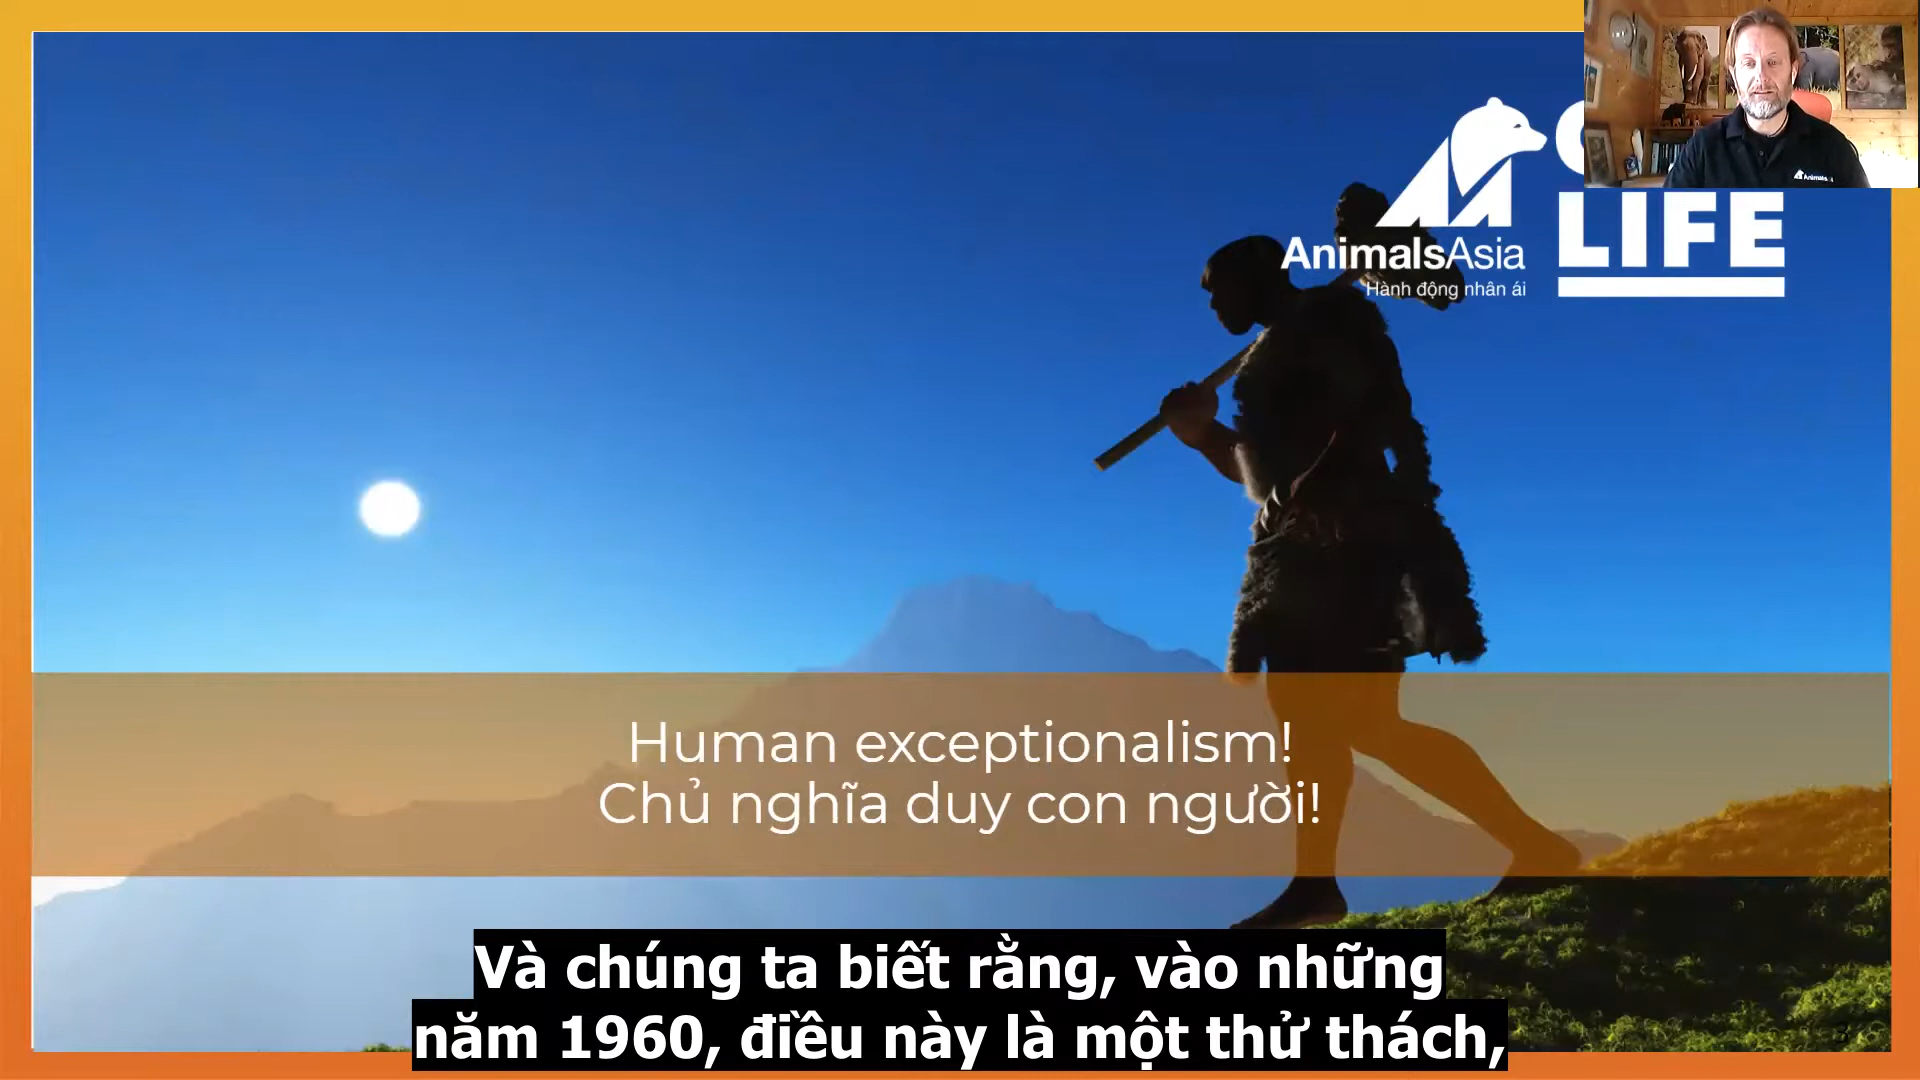 AnimalsAsia
Hành động nhân ái
LIFE
Human exceptionalism!
Chủ nghĩa duy con người!
Và chúng ta biết rằng, vào những
năm 1960, điều này là một thử thách,
3